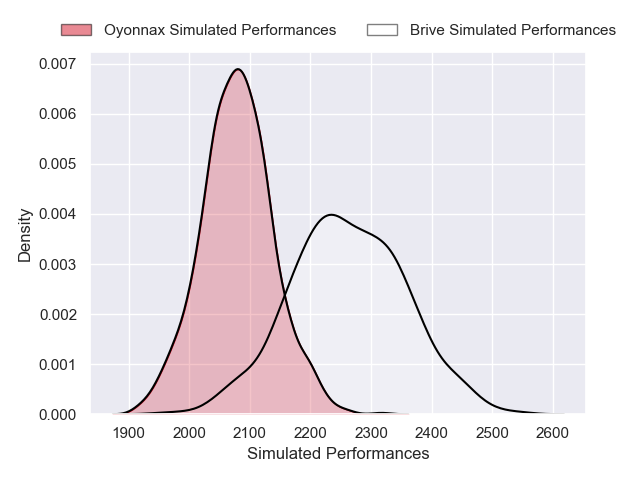 Oyonnax Simulated Performances Brive Simulated Performances
0.007
0.006
0.005
0.004
0.003
0.002
0.001
0.000
Density
1900 2000 2100 2200 2300 2400 2500 2600
Simulated Performances